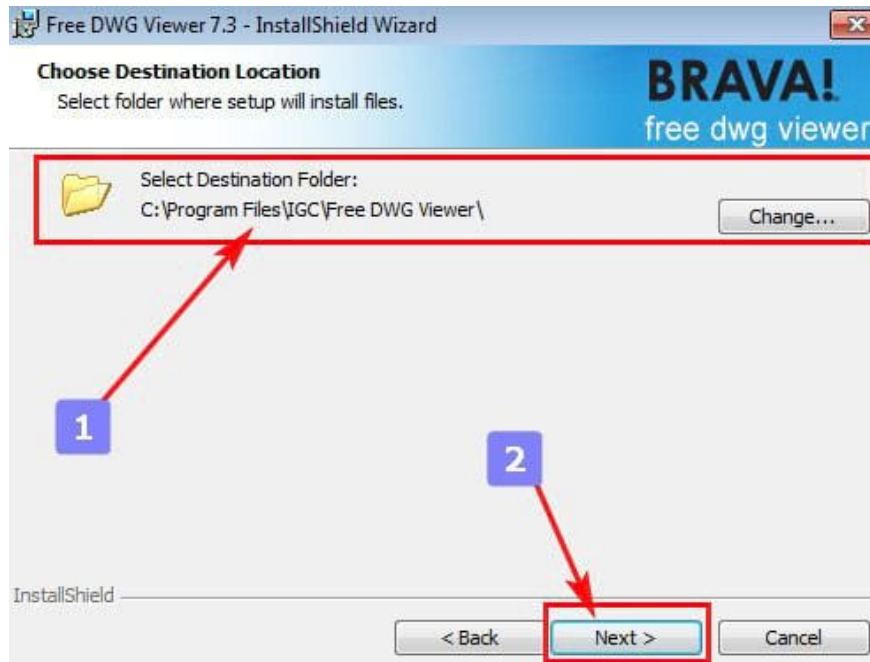 Free DWG Viewer 7.3 - InstallShield Wizard
Choose Destination Location
Select folder where setup will install files.
BRAVA!
free dwg viewer
Select Destination Folder:
C:\Program Files\IGC\Free DWG Viewer\
Change...
1
2
InstallShield
< Back
Next >
Cancel